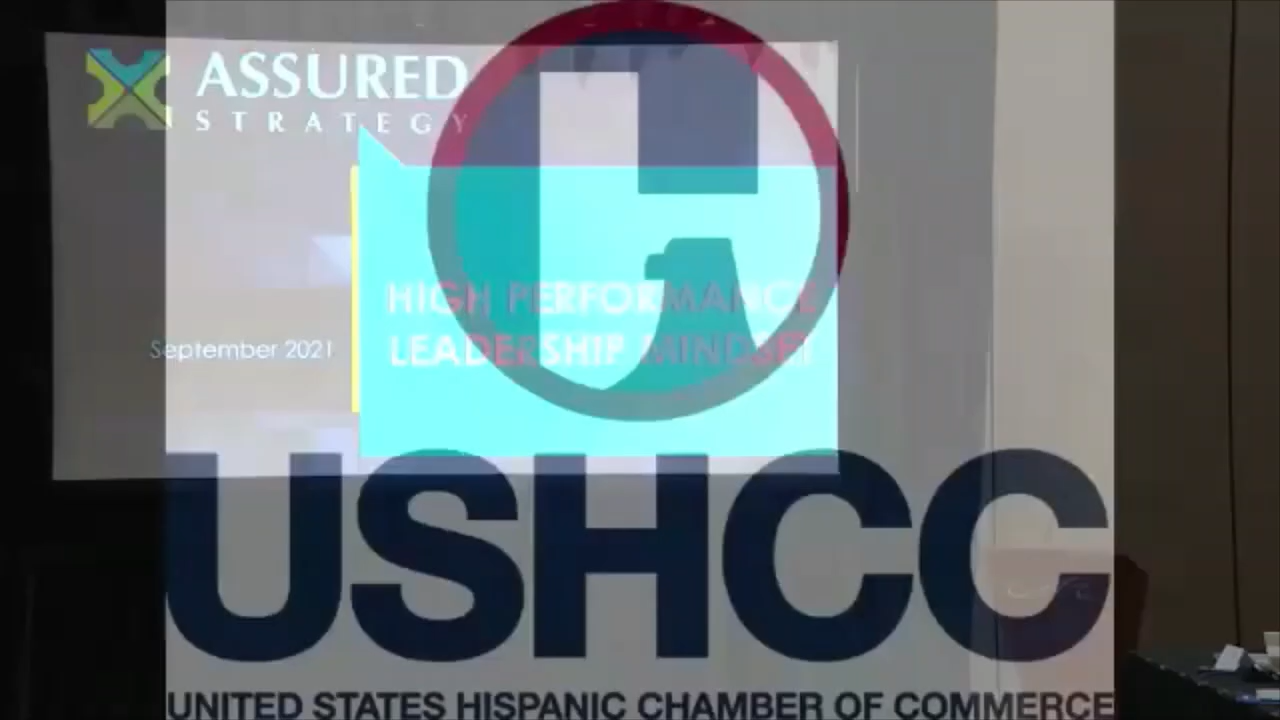 ASSURED
STRATEGY
September 2021
HIGH PERFORMANCE
LEADERSHIP MINDSET
USHCC
UNITED STATES HISPANIC CHAMBER OF COMMERCE